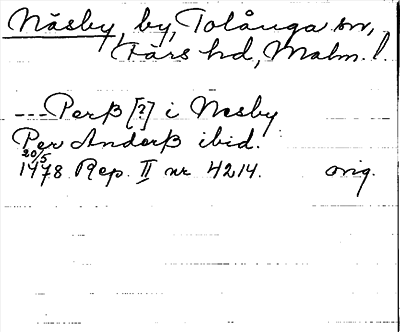 Näsby, by, Tolånga sn,
Färs hd, Malm. l.
---Perß [?] i Nesby
Per Anderß ibid.
20/5
1478 Rep. II nr 4214. orig.